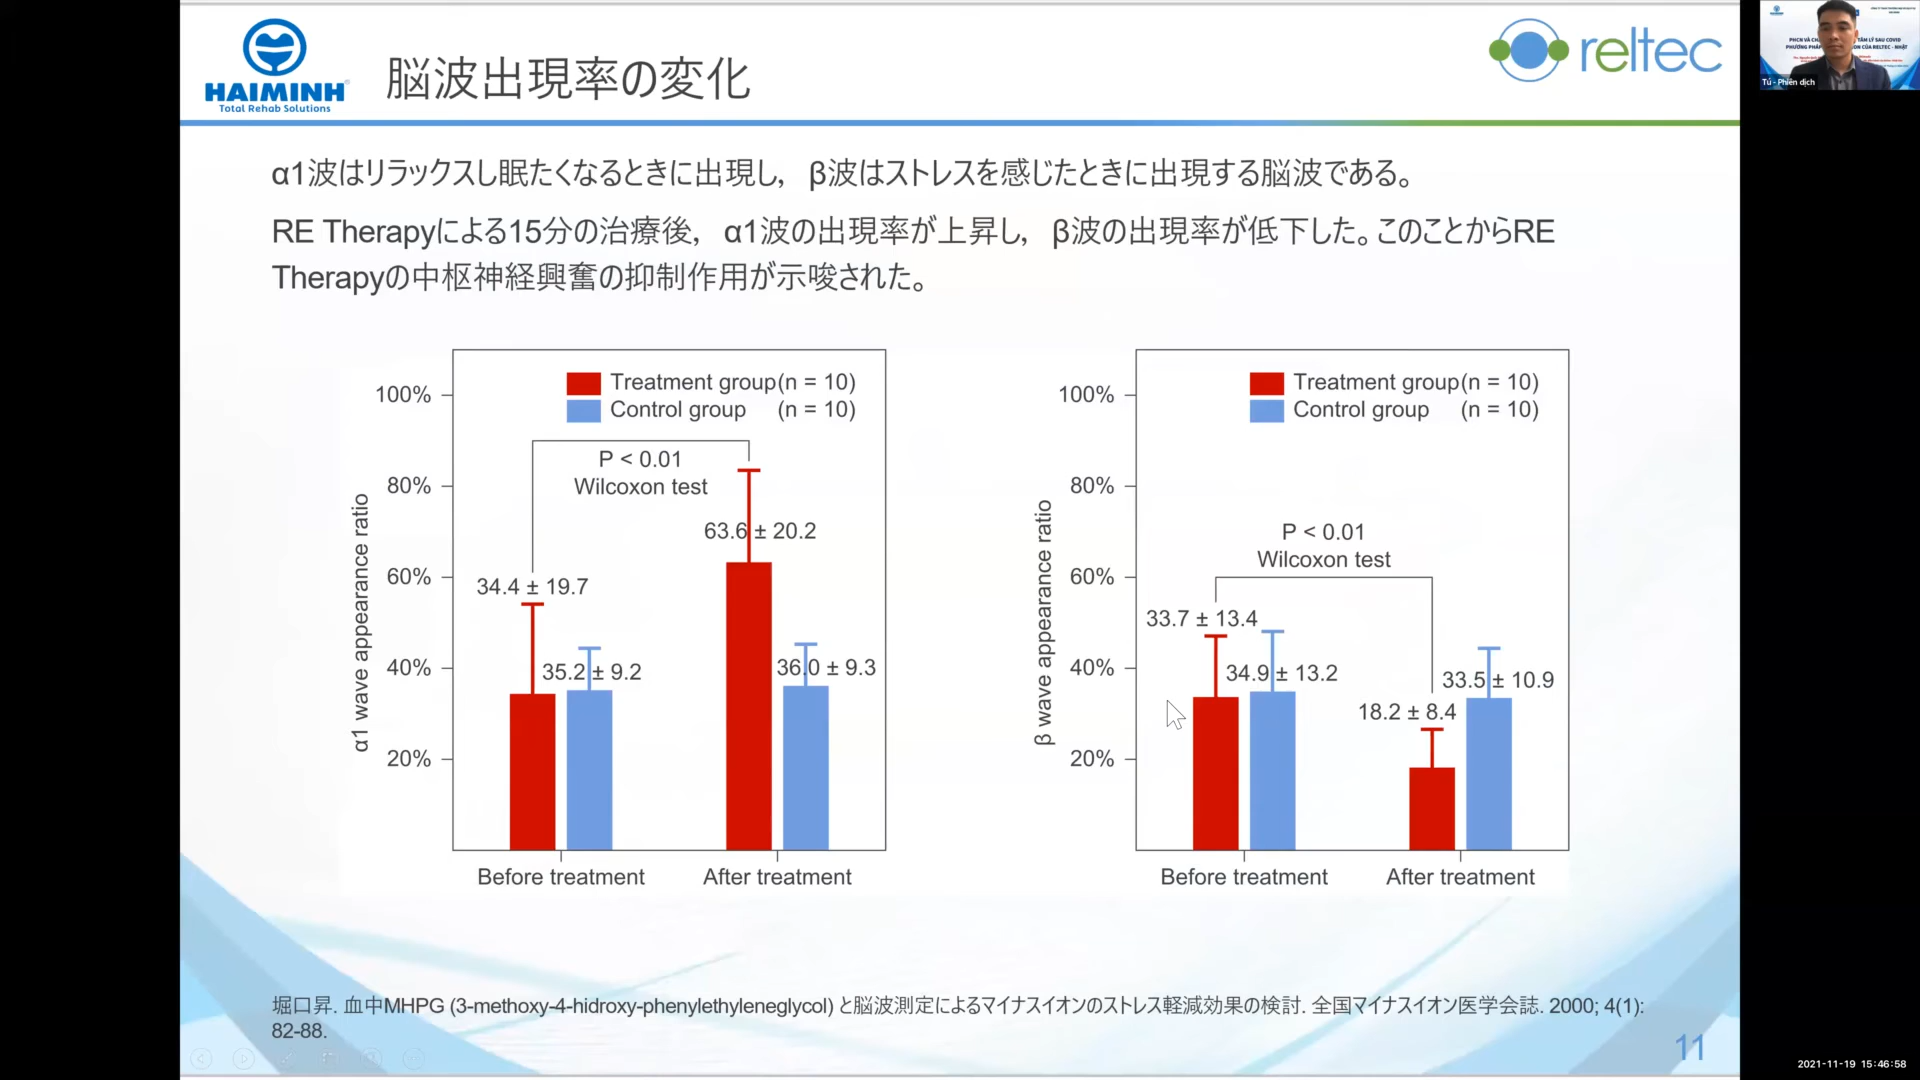 HAIMINH
Total Rehab Solutions
脳波出現率の変化
reltec
α1波はリラックスし眠たくなるときに出現し，β波はストレスを感じたときに出現する脳波である。
RE Therapyによる15分の治療後，α1波の出現率が上昇し，β波の出現率が低下した。このことからRE
Therapyの中枢神経興奮の抑制作用が示唆された。
α1 wave appearance ratio
100%
80%
60%
40%
20%
Treatment group(n = 10)
Control group (n = 10)
P < 0.01
Wilcoxon test
34.4 ± 19.7
35.2 ± 9.2
63.6 ± 20.2
36.0 ± 9.3
Before treatment
After treatment
β wave appearance ratio
100%
80%
60%
40%
20%
Treatment group(n = 10)
Control group (n = 10)
P < 0.01
Wilcoxon test
33.7 ± 13.4
34.9 ± 13.2
18.2 ± 8.4
33.5 ± 10.9
Before treatment
After treatment
堀口昇. 血中MHPG (3-methoxy-4-hidroxy-phenylethyleneglycol) と脳波測定によるマイナスイオンのストレス軽減効果の検討. 全国マイナスイオン医学会誌. 2000; 4(1):
82-88.
11
Tú - Phiên dịch
2021-11-19 15:46:58